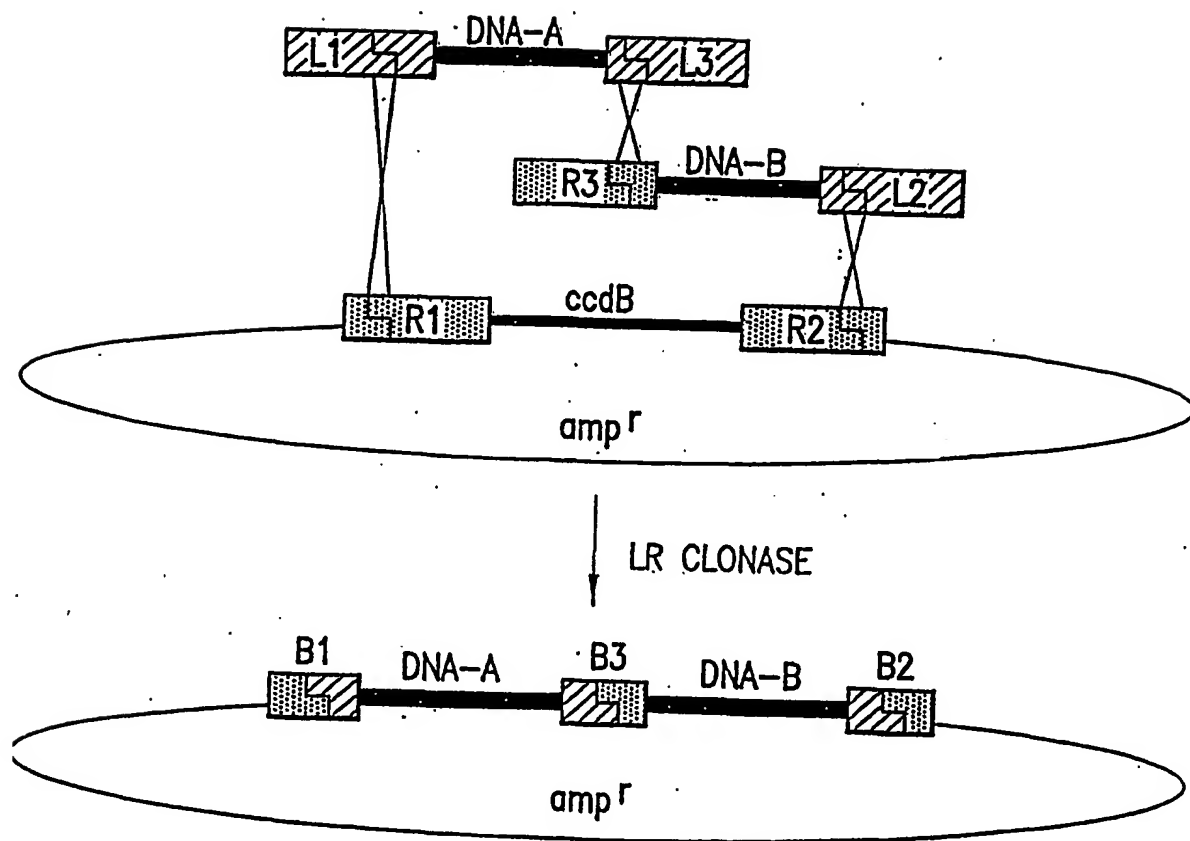 DNA-A
L1
L3
DNA-B
R3
L2
ccdB
R1
R2
amp r
LR CLONASE
B1
DNA-A
B3
DNA-B
B2
amp r